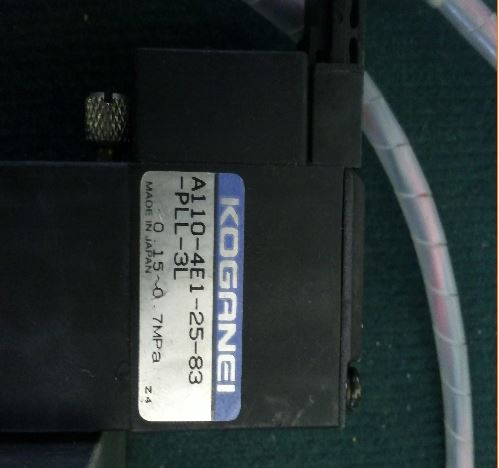 KOGANEI
A110-4E1-25-83
-PLL-3L
0.15~0.7MPa
MADE IN JAPAN
Z4